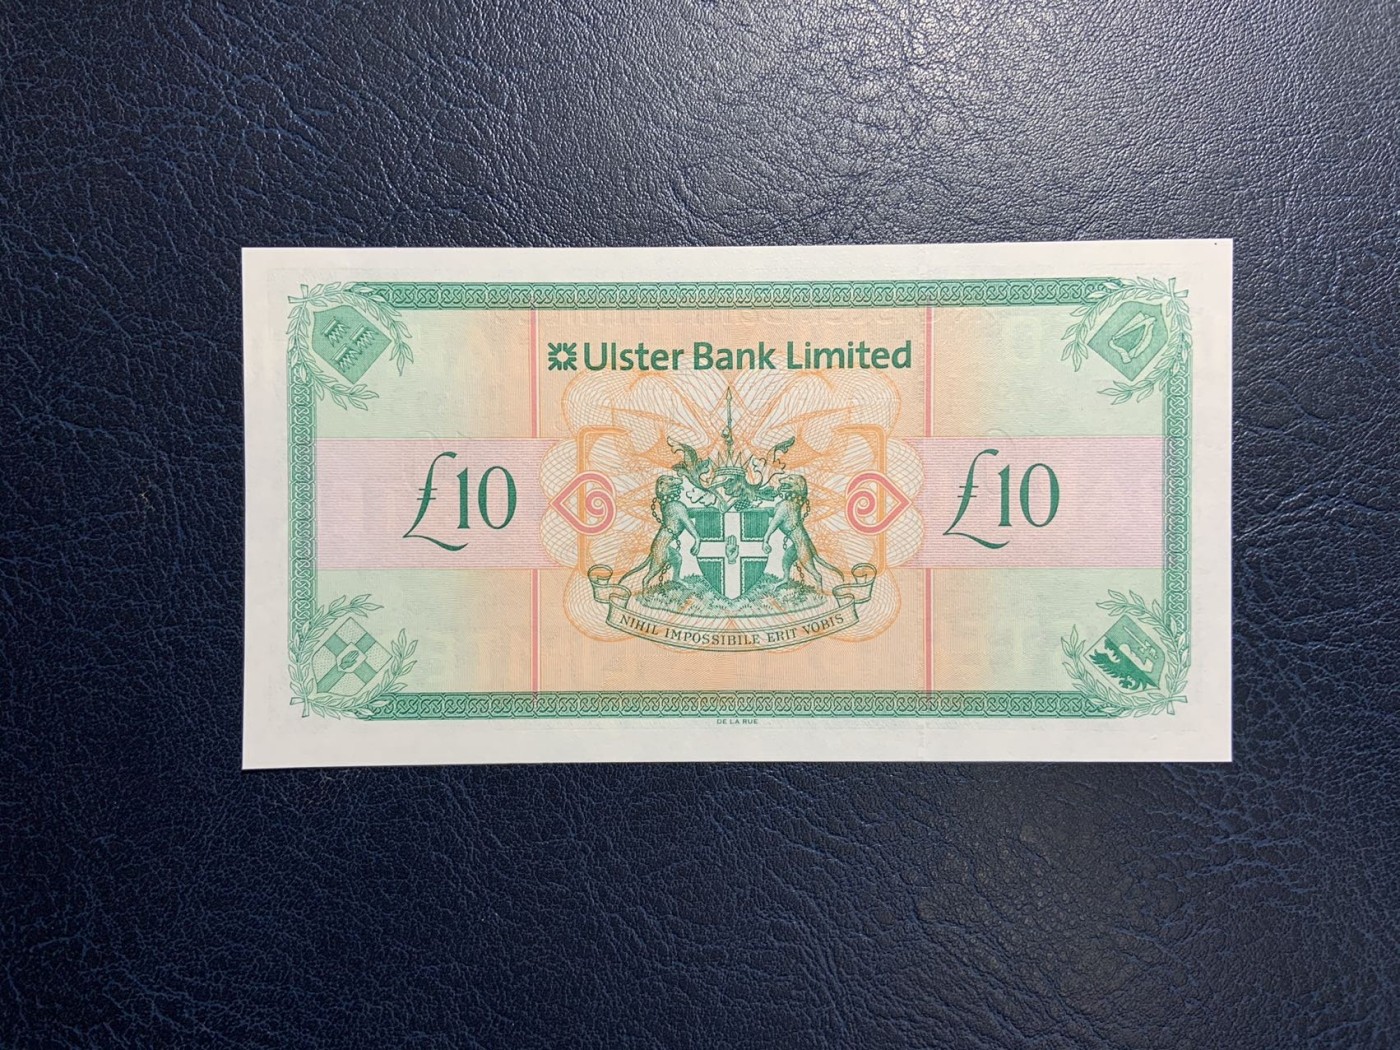 Ulster Bank Limited
£10
£10
NIHIL IMPOSSIBILE ERIT VOBIS
DE LA RUE